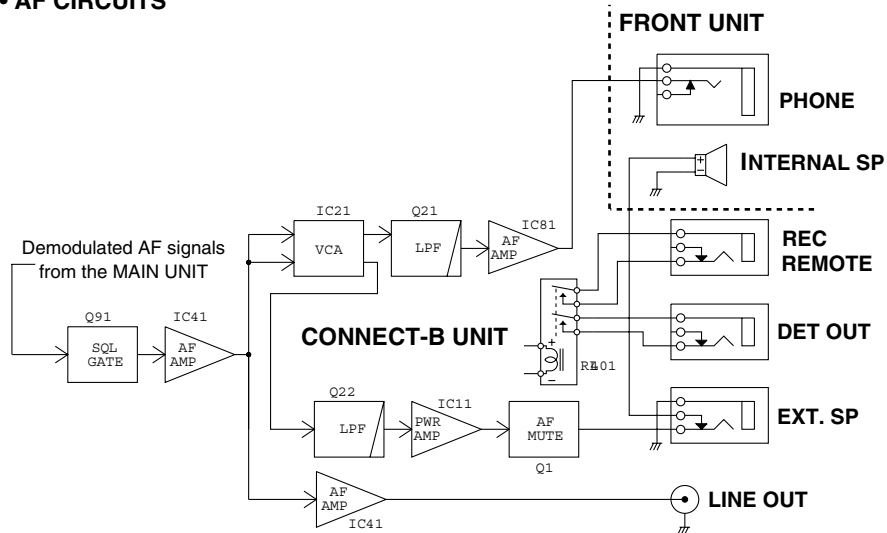 • AF CIRCUITS
FRONT UNIT
PHONE
INTERNAL SP
IC21
VCA
Q21
LPF
IC81
AF
AMP
REC
REMOTE
Demodulated AF signals
from the MAIN UNIT
Q91
SQL
GATE
IC41
AF
AMP
CONNECT-B UNIT
+
−
DET OUT
Q22
LPF
IC11
PWR
AMP
AF
MUTE
Q1
EXT. SP
AF
AMP
IC41
LINE OUT
+
−